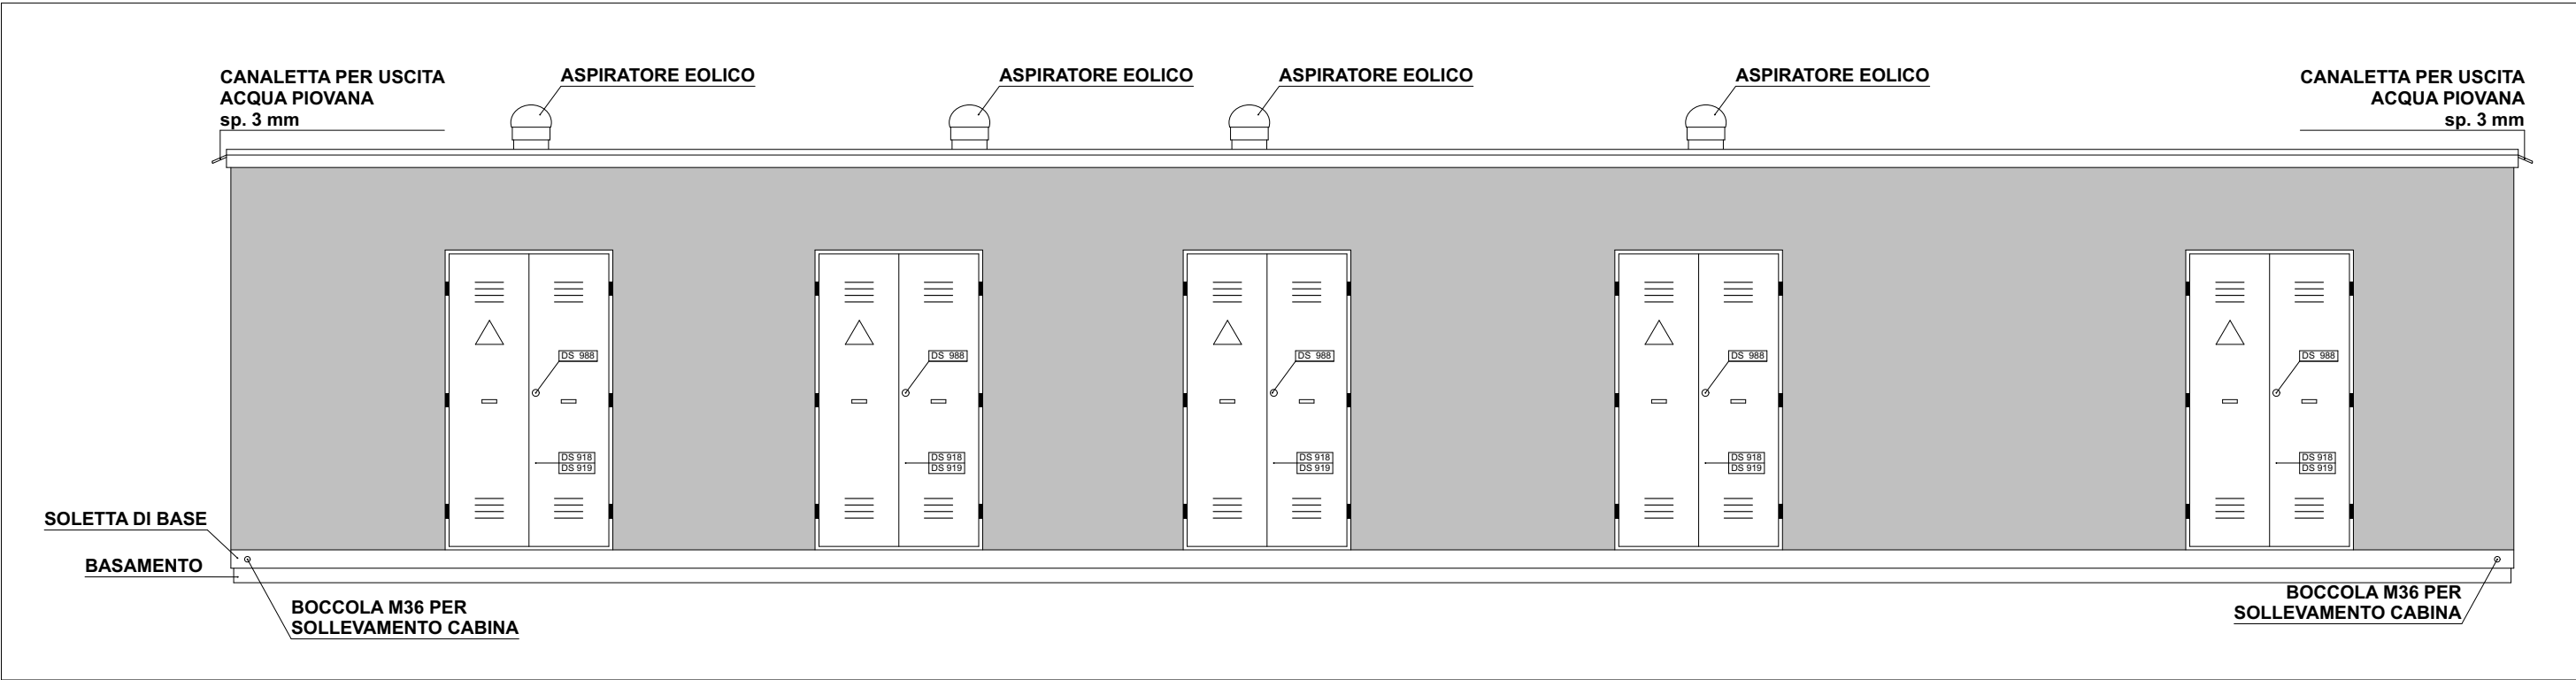 CANALETTA PER USCITA
ACQUA PIOVANA
sp. 3 mm
ASPIRATORE EOLICO
ASPIRATORE EOLICO
ASPIRATORE EOLICO
ASPIRATORE EOLICO
CANALETTA PER USCITA
ACQUA PIOVANA
sp. 3 mm
DS 988
DS 988
DS 988
DS 988
DS 988
DS 918
DS 919
DS 918
DS 919
DS 918
DS 919
DS 918
DS 919
DS 918
DS 919
SOLETTA DI BASE
BASAMENTO
BOCCOLA M36 PER
SOLLEVAMENTO CABINA
BOCCOLA M36 PER
SOLLEVAMENTO CABINA